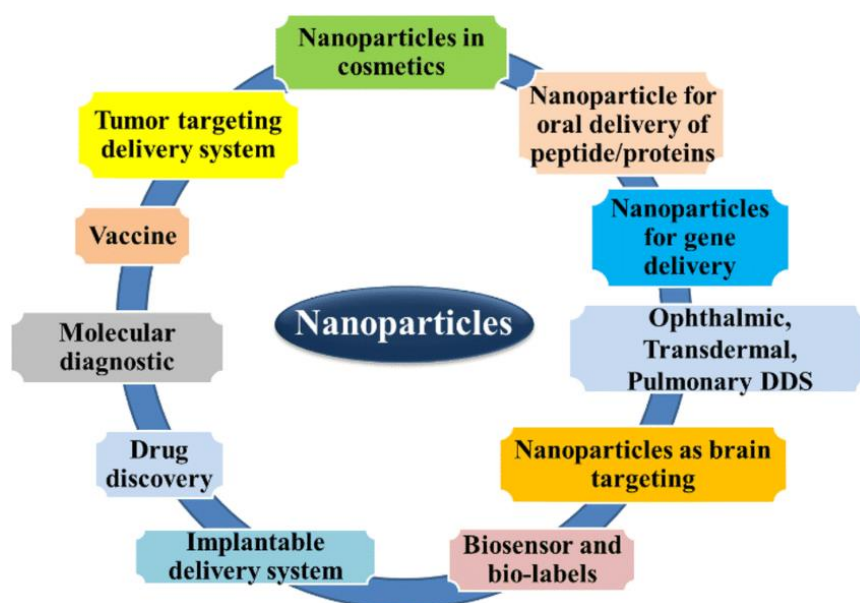 Nanoparticles in
cosmetics
Nanoparticle for
oral delivery of
peptide/proteins
Nanoparticles
for gene
delivery
Ophthalmic,
Transdermal,
Pulmonary DDS
Nanoparticles as brain
targeting
Biosensor and
bio-labels
Implantable
delivery system
Drug
discovery
Molecular
diagnostic
Vaccine
Tumor targeting
delivery system
Nanoparticles